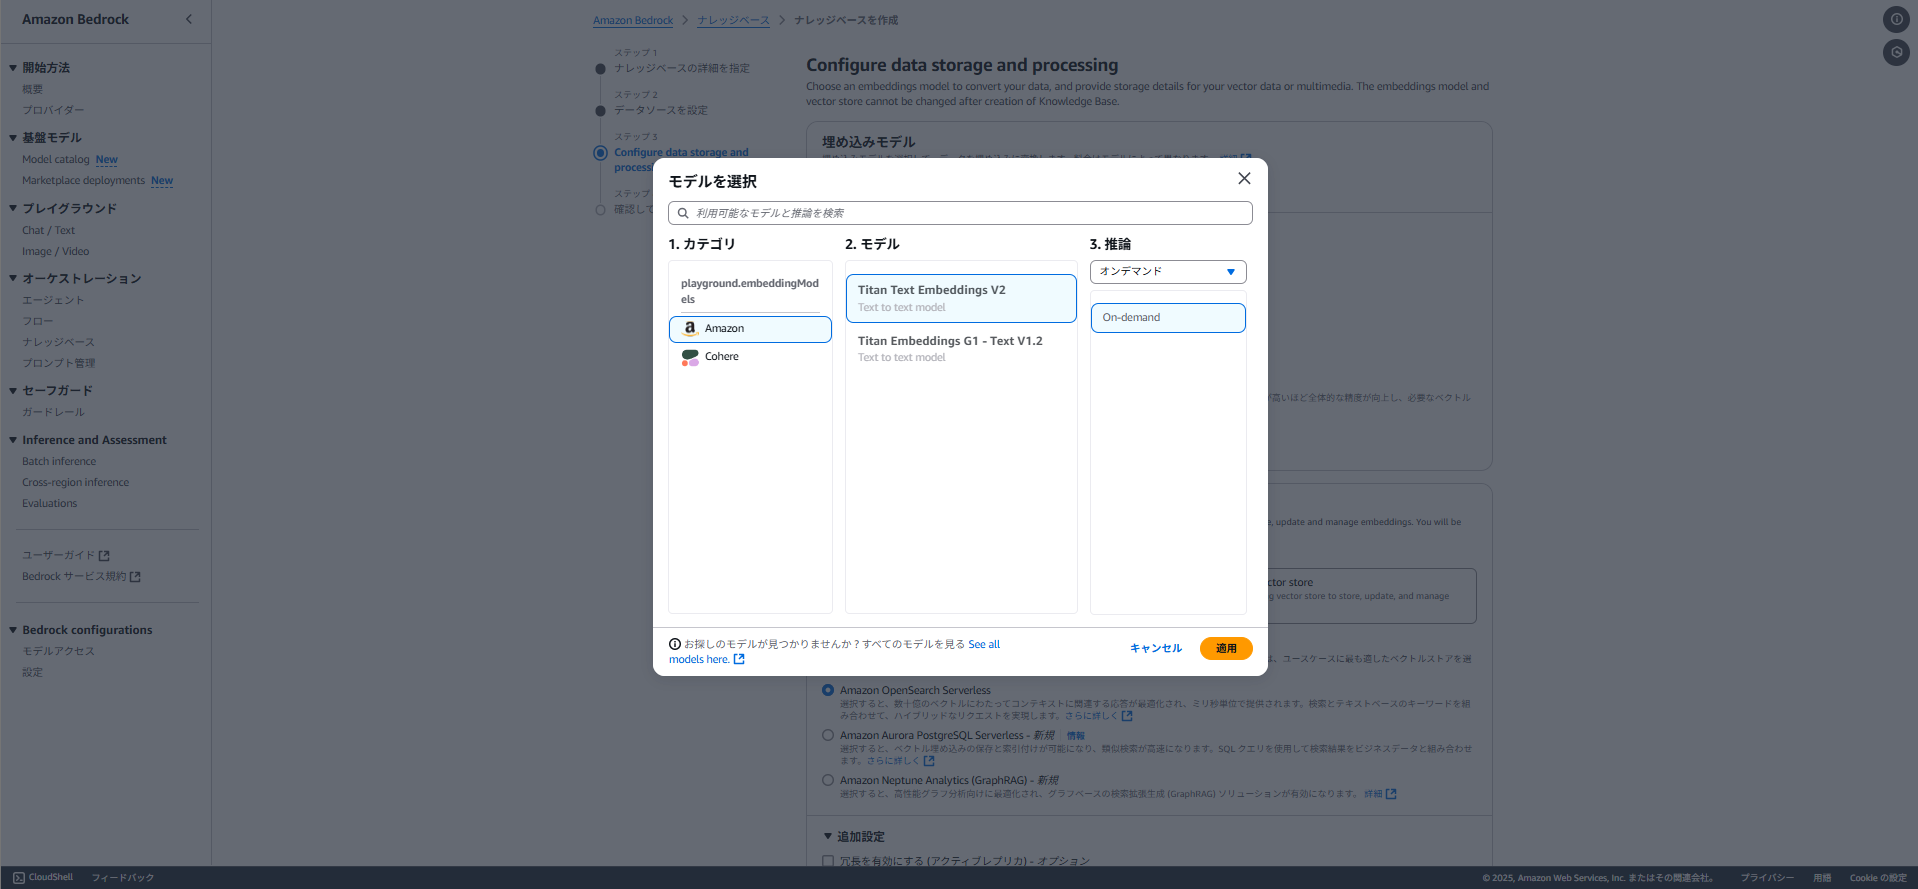 Amazon Bedrock
開始方法
概要
プロバイダー
基盤モデル
Model catalog New
Marketplace deployments New
プレイグラウンド
Chat / Text
Image / Video
オーケストレーション
エージェント
フロー
ナレッジベース
プロンプト管理
セーフガード
ガードレール
Inference and Assessment
Batch inference
Cross-region inference
Evaluations
ユーザーガイド
Bedrock サービス規約
Bedrock configurations
モデルアクセス
設定
Amazon Bedrock > ナレッジベース > ナレッジベースを作成
ステップ 1
ナレッジベースの詳細を指定
ステップ 2
データソースを設定
ステップ 3
Configure data storage and
ステップ
確認して
Configure data storage and processing
Choose an embeddings model to convert your data, and provide storage details for your vector data or multimedia. The embeddings model and
vector store cannot be changed after creation of Knowledge Base.
埋め込みモデル
モデルを選択
利用可能なモデルと推論を検索
1. カテゴリ
playground.embeddingMod
els
Amazon
Cohere
2. モデル
Titan Text Embeddings V2
Text to text model
Titan Embeddings G1 - Text V1.2
Text to text model
3. 推論
オンデマンド
On-demand
お探しのモデルが見つかりませんか ? すべてのモデルを見る See all
models here.
キャンセル
適用
が高いほど全体的な精度が向上し、必要なベクトル
, update and manage embeddings. You will be
ctor store
g vector store to store, update, and manage
は、ユースケースに最も適したベクトルストアを選
Amazon OpenSearch Serverless
選択すると、数十億のベクトルにわたってコンテキストに関連する応答が最適化され、ミリ秒単位で提供されます。検索とテキストベースのキーワードを組
み合わせて、ハイブリッドなリクエストを実現します。さらに詳しく
Amazon Aurora PostgreSQL Serverless - 新規 情報
選択すると、ベクトル埋め込みの保存と索引付けが可能になり、類似検索が高速になります。SQL クエリを使用して検索結果をビジネスデータと組み合わせ
ます。さらに詳しく
Amazon Neptune Analytics (GraphRAG) - 新規
選択すると、高性能グラフ分析向けに最適化され、グラフベースの検索拡張生成 (GraphRAG) ソリューションが有効になります。 詳細
追加設定
冗長を有効にする (アクティブレプリカ) - オプション
CloudShell フィードバック
© 2025, Amazon Web Services, Inc. またはその関連会社。 プライバシー 用語 Cookie の設定